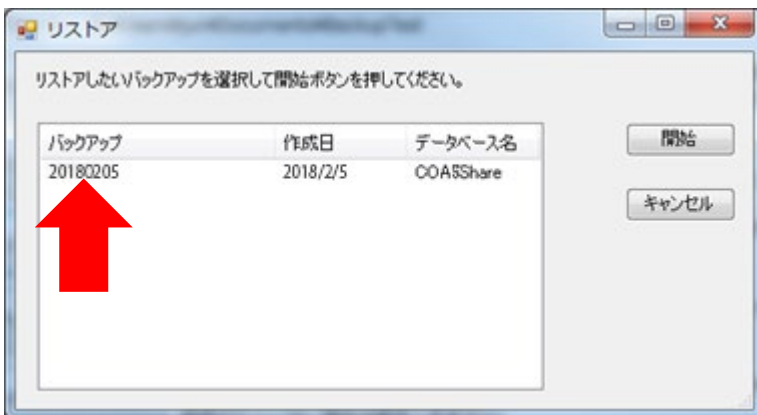 リストア
リストアしたいバックアップを選択して開始ボタンを押してください。
バックアップ 作成日 データベース名
20180205 2018/2/5 COA5Share
開始
キャンセル